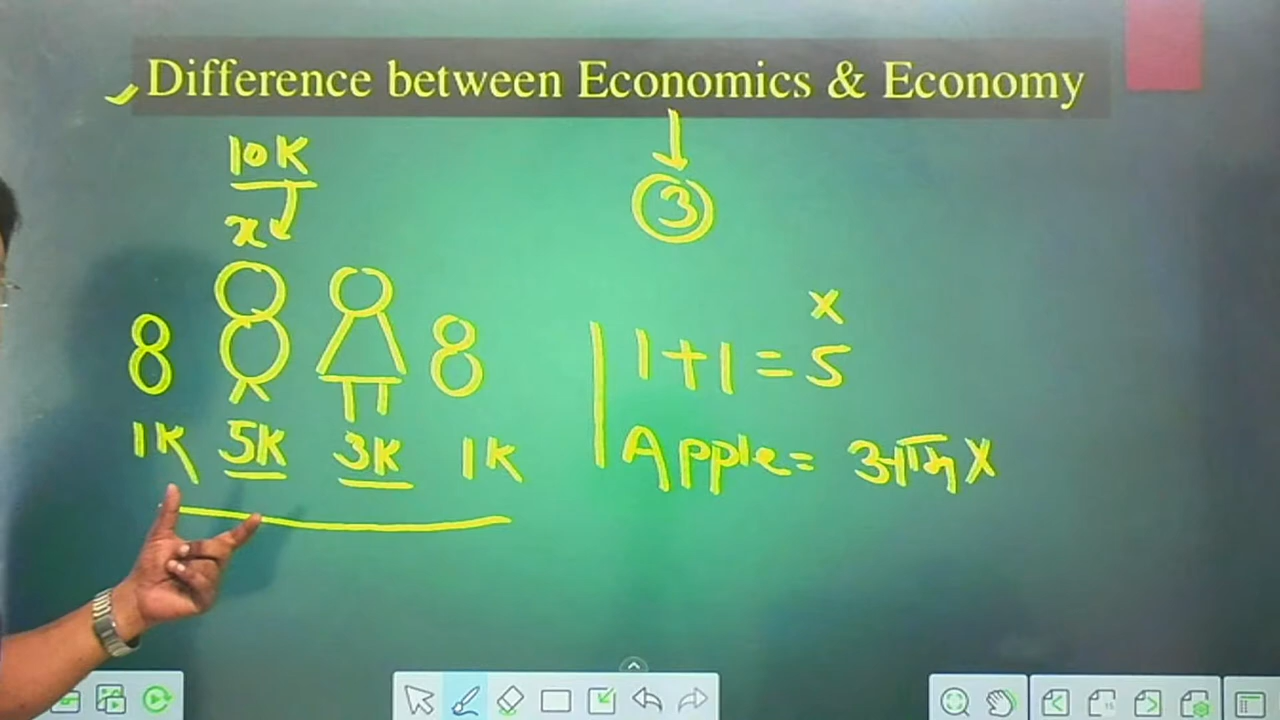 Difference between Economics & Economy
10K
x
3
1K 5K 3K 1K
x
1+1=5
Apple= आम x